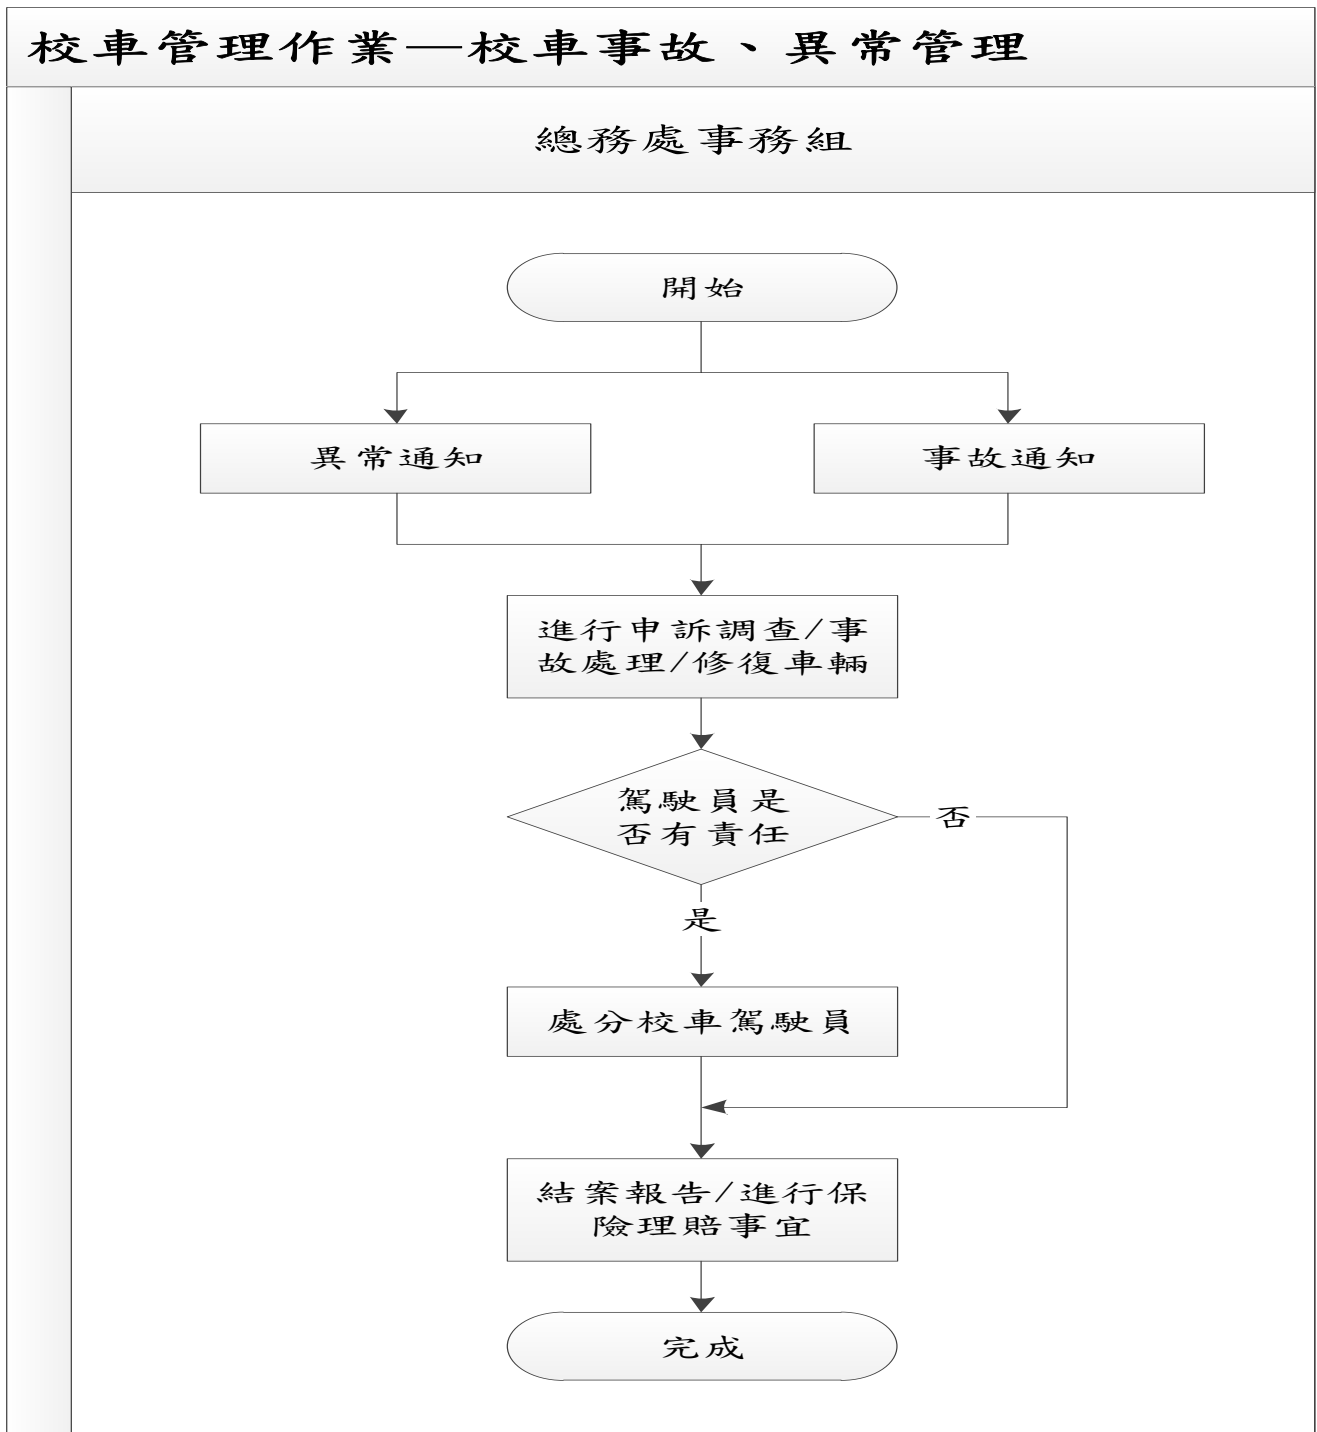 校車管理作業—校車事故、異常管理
總務處事務組
開始
異常通知
事故通知
進行申訴調查/事
故處理/修復車輛
駕駛員是
否有責任
否
是
處分校車駕駛員
結案報告/進行保
險理賠事宜
完成